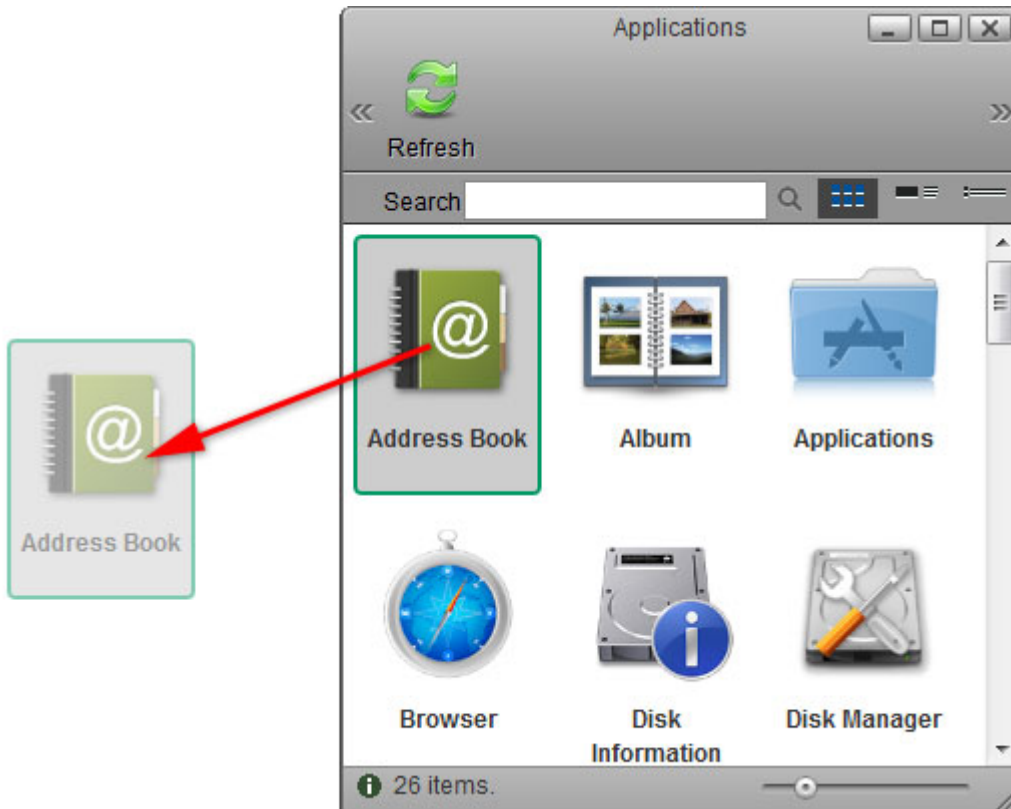 Applications
Refresh
Search
@
Address Book
Album
Applications
@
Address Book
Browser
Disk
Information
Disk Manager
26 items.